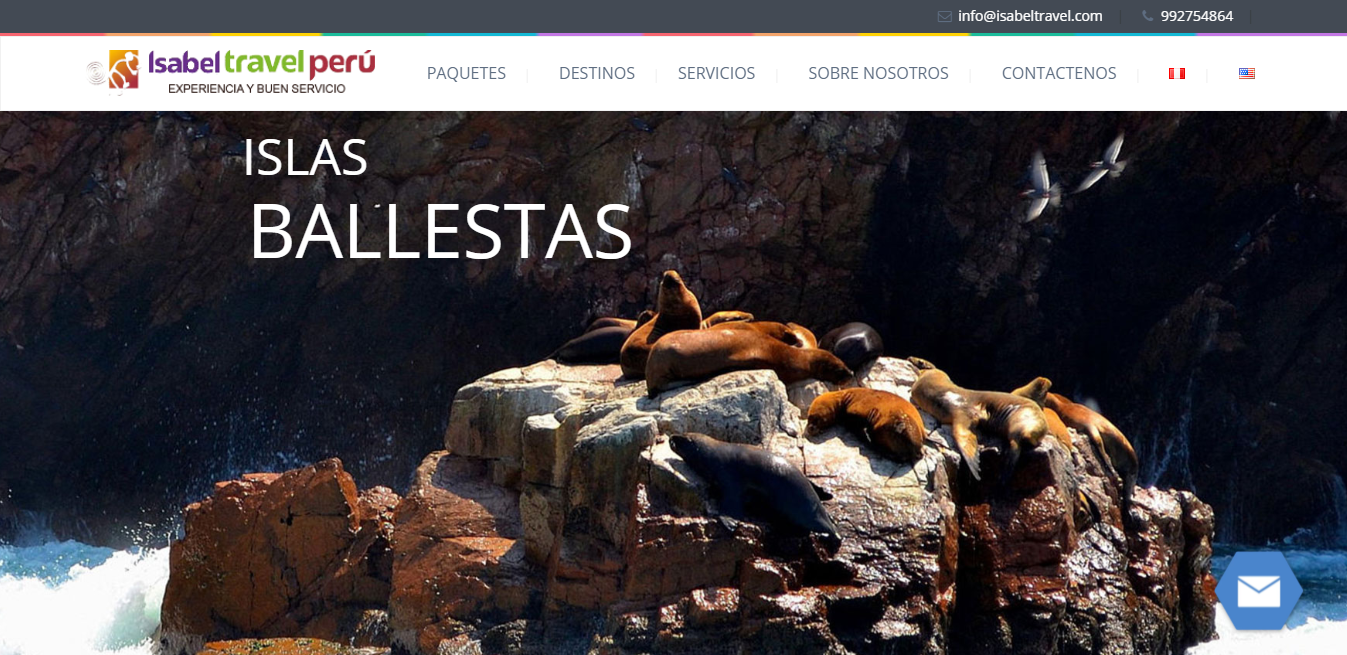 info@isabeltravel.com
992754864
Isabel travel perú
EXPERIENCIA Y BUEN SERVICIO
PAQUETES
DESTINOS
SERVICIOS
SOBRE NOSOTROS
CONTACTENOS
ISLAS
BALLESTAS